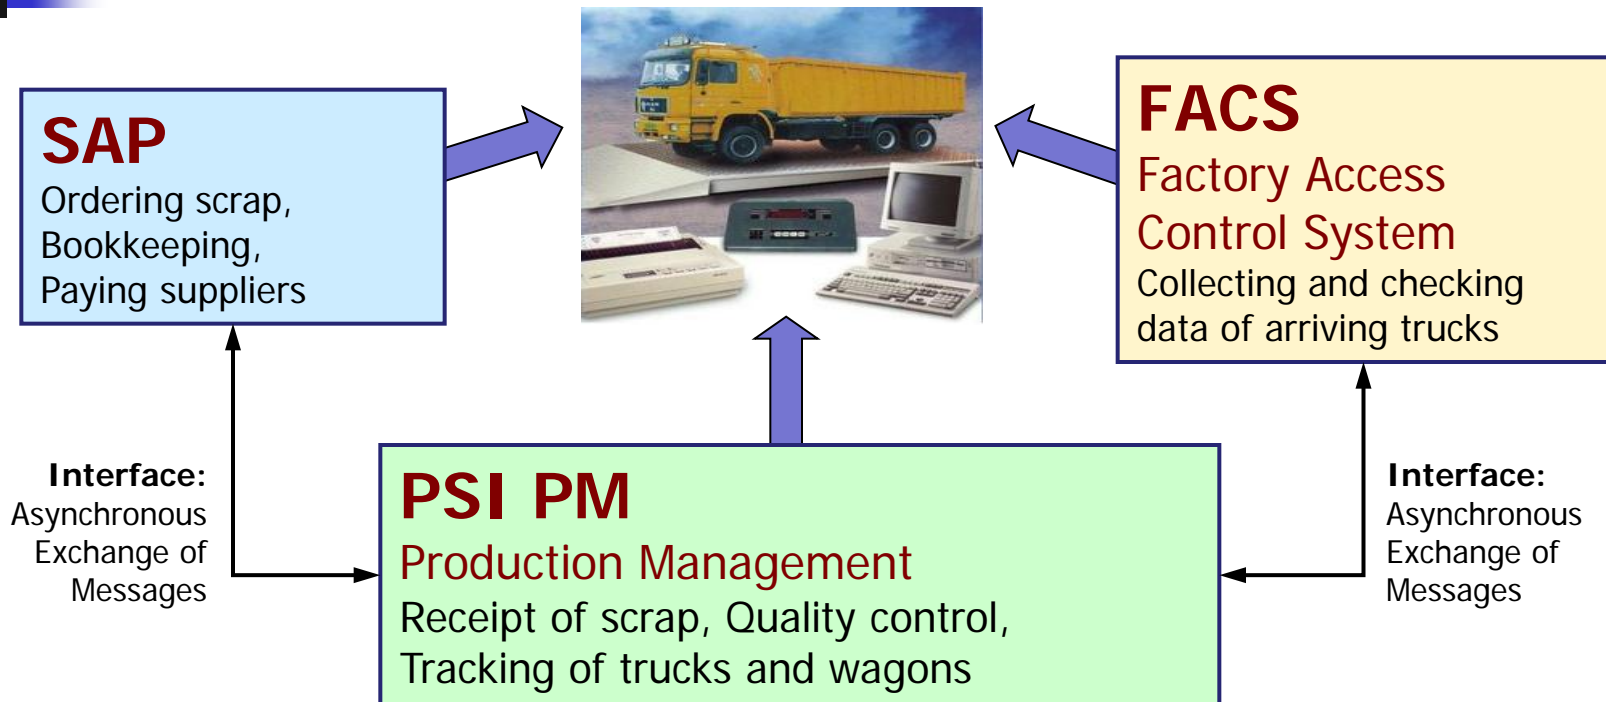 SAP
Ordering scrap,
Bookkeeping,
Paying suppliers
FACS
Factory Access
Control System
Collecting and checking
data of arriving trucks
Interface:
Asynchronous
Exchange of
Messages
PSI PM
Production Management
Receipt of scrap, Quality control,
Tracking of trucks and wagons
Interface:
Asynchronous
Exchange of
Messages